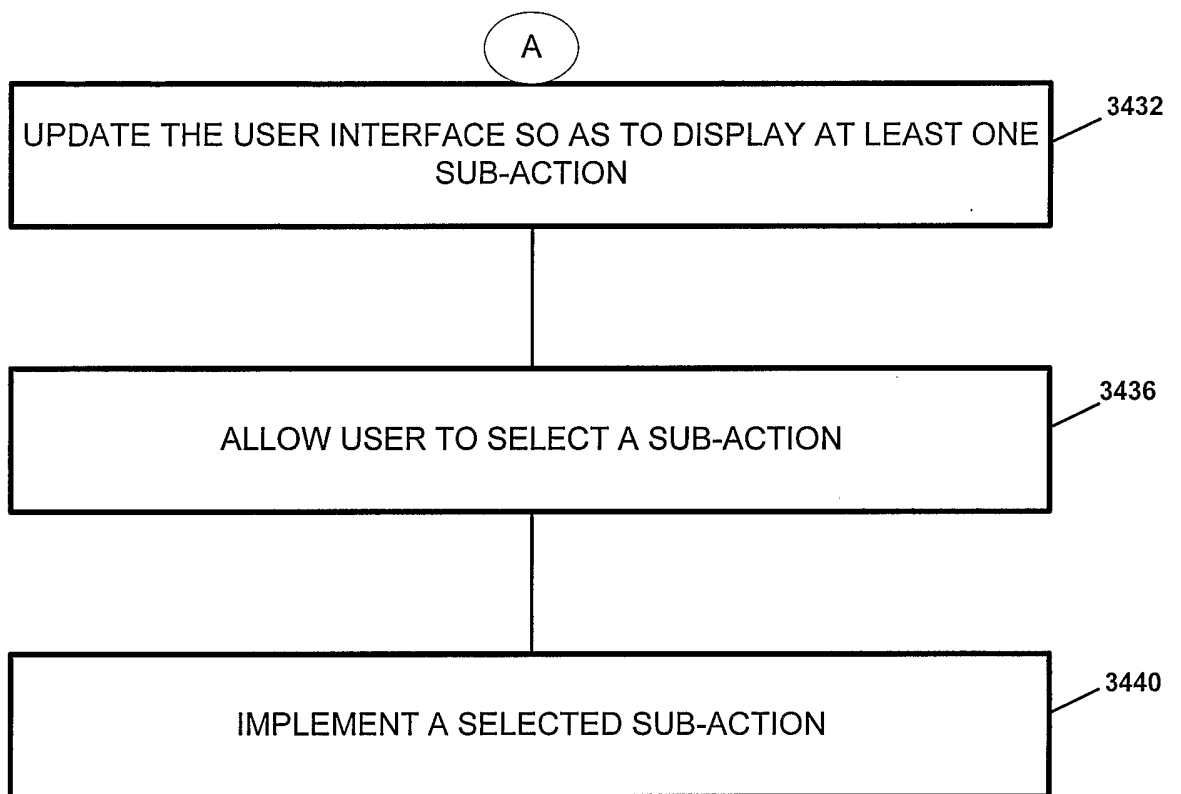 A
UPDATE THE USER INTERFACE SO AS TO DISPLAY AT LEAST ONE
SUB-ACTION
3432
ALLOW USER TO SELECT A SUB-ACTION
3436
IMPLEMENT A SELECTED SUB-ACTION
3440